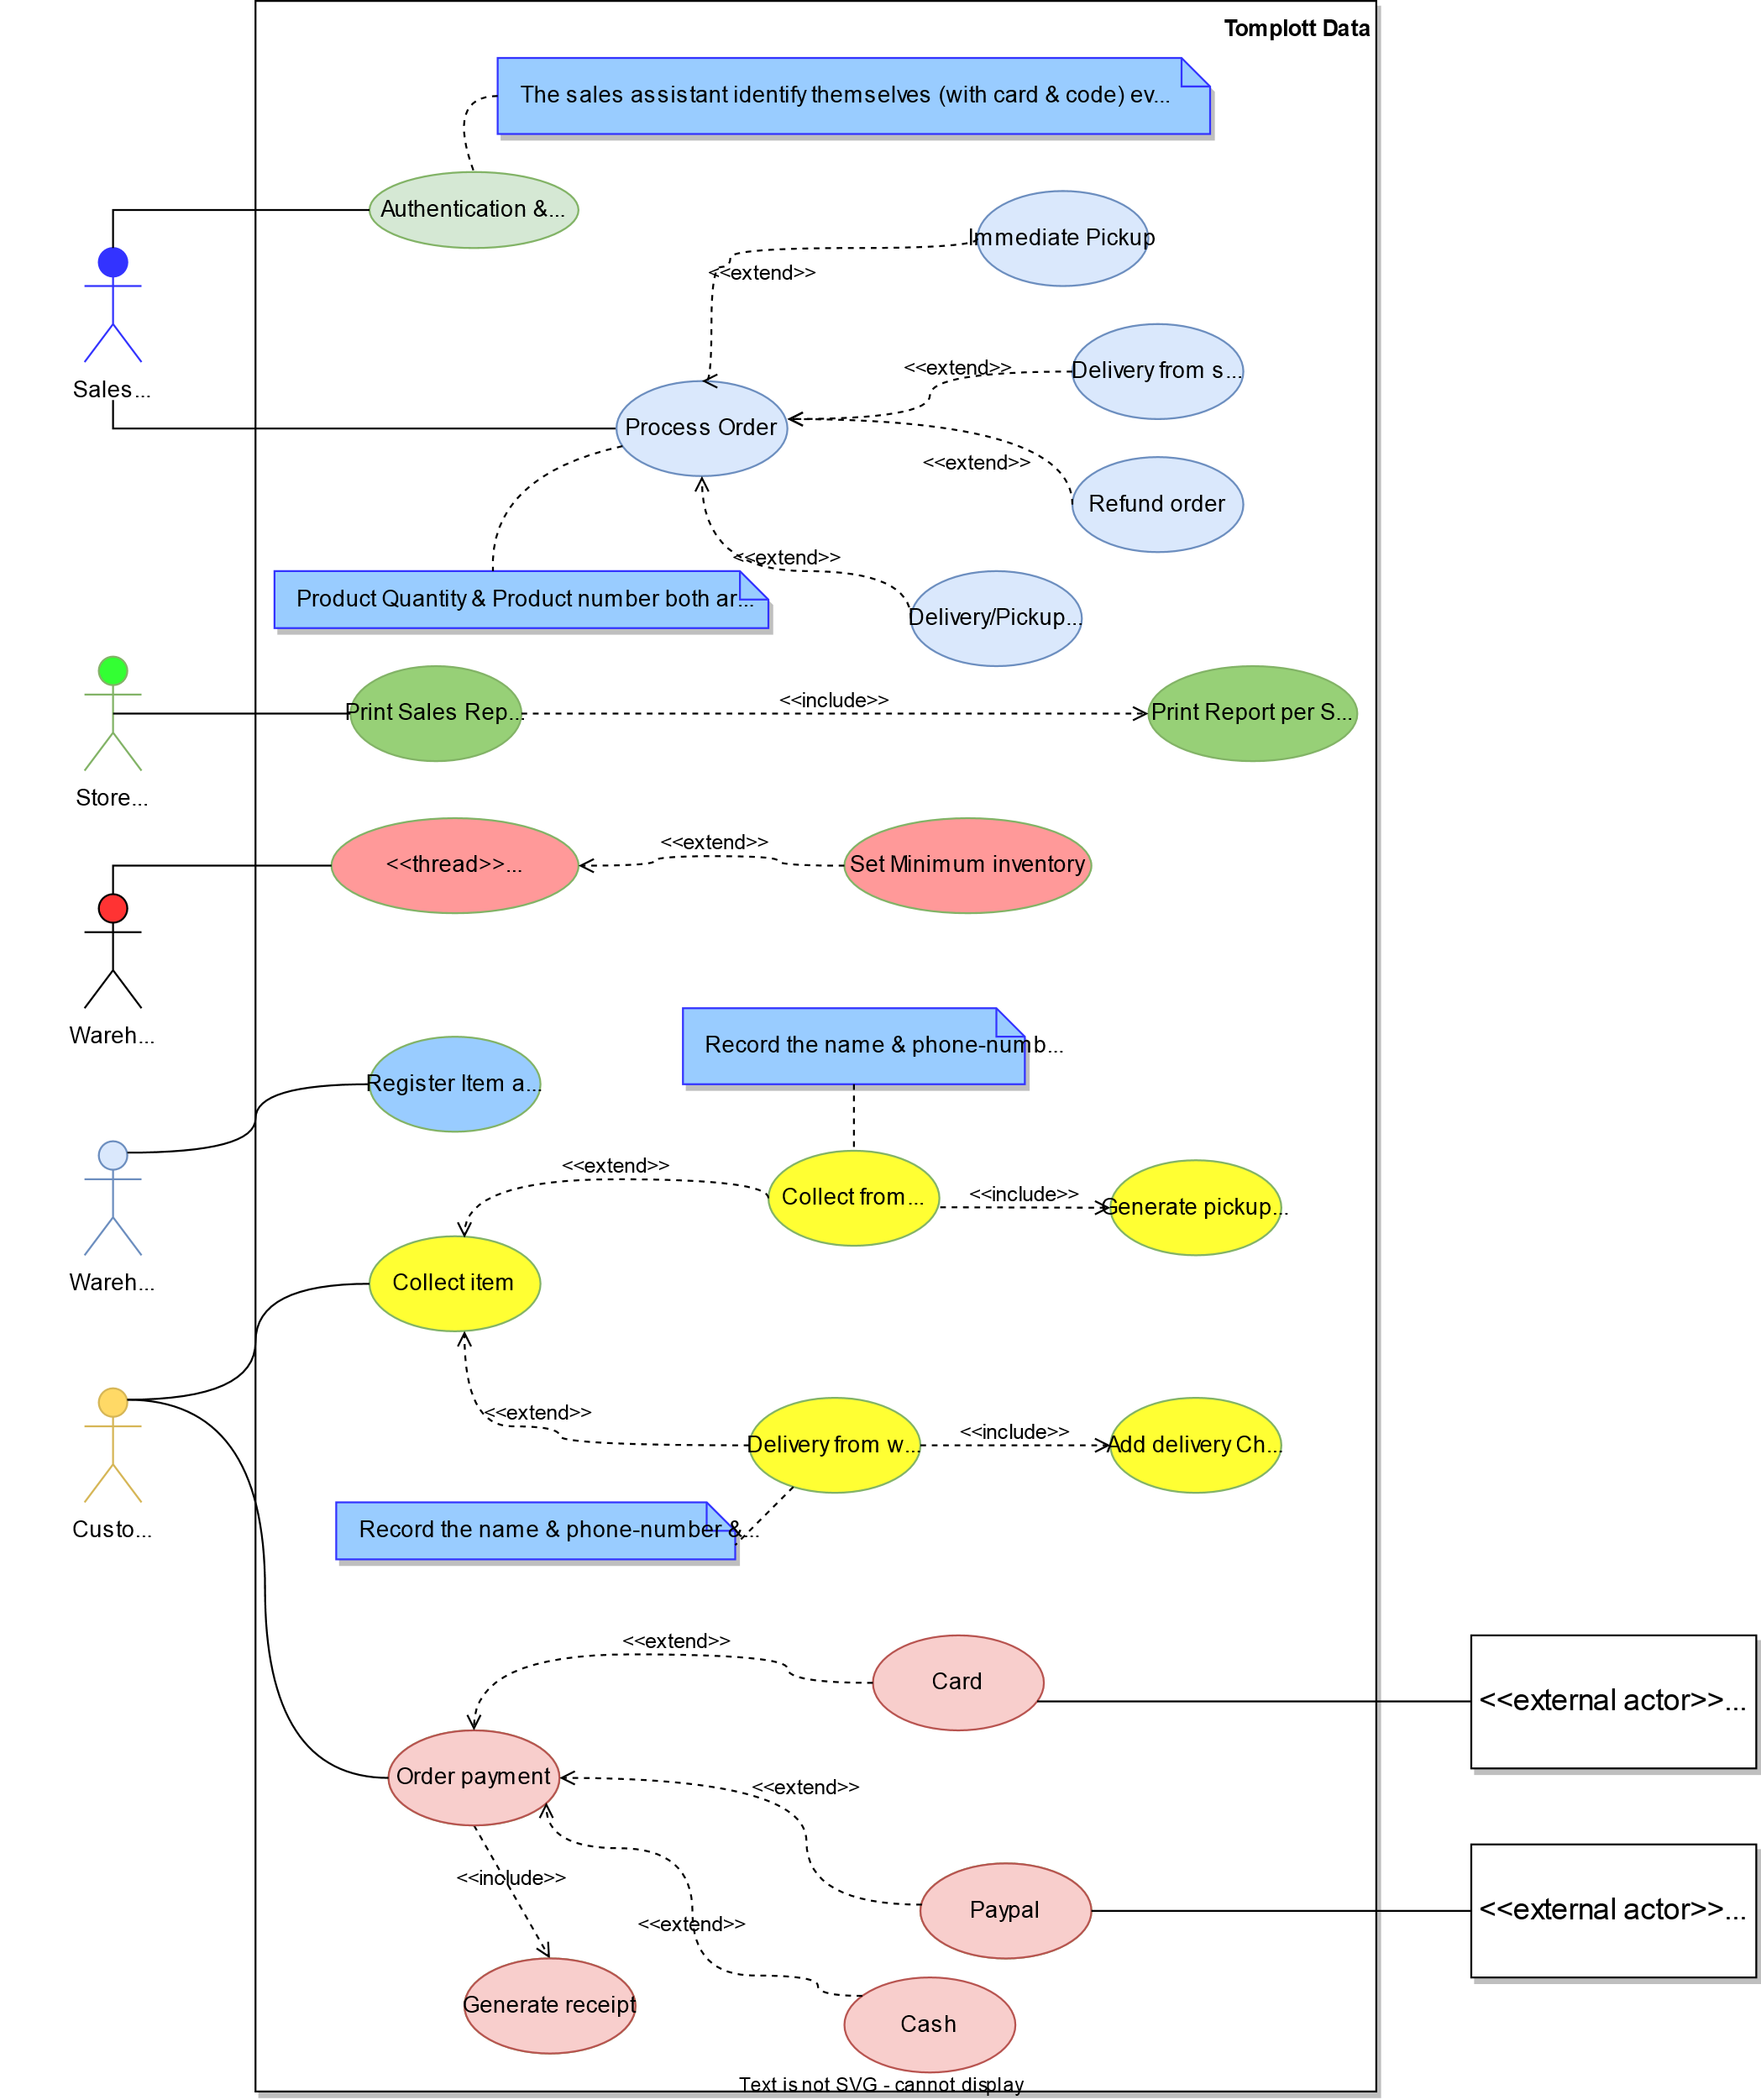 Tomplott Data
The sales assistant identify themselves (with card & code) ev...
Authentication &...
Immediate Pickup
<<extend>>
Sales...
<<extend>>
Delivery from s...
Process Order
<<extend>>
Refund order
<<extend>>
Product Quantity & Product number both ar...
Delivery/Pickup...
Store...
Print Sales Rep...
<<include>>
Print Report per S...
<<thread>>...
<<extend>>
Set Minimum inventory
Wareh...
Record the name & phone-numb...
Register Item a...
<<extend>>
Collect from...
<<include>>
Generate pickup...
Wareh...
Collect item
<<extend>>
Delivery from w...
<<include>>
Add delivery Ch...
Custo...
Record the name & phone-number &...
<<extend>>
Card
<<external actor>>...
Order payment
<<extend>>
<<include>>
<<extend>>
Paypal
<<external actor>>...
Generate receipt
Cash
Text is not SVG - cannot display